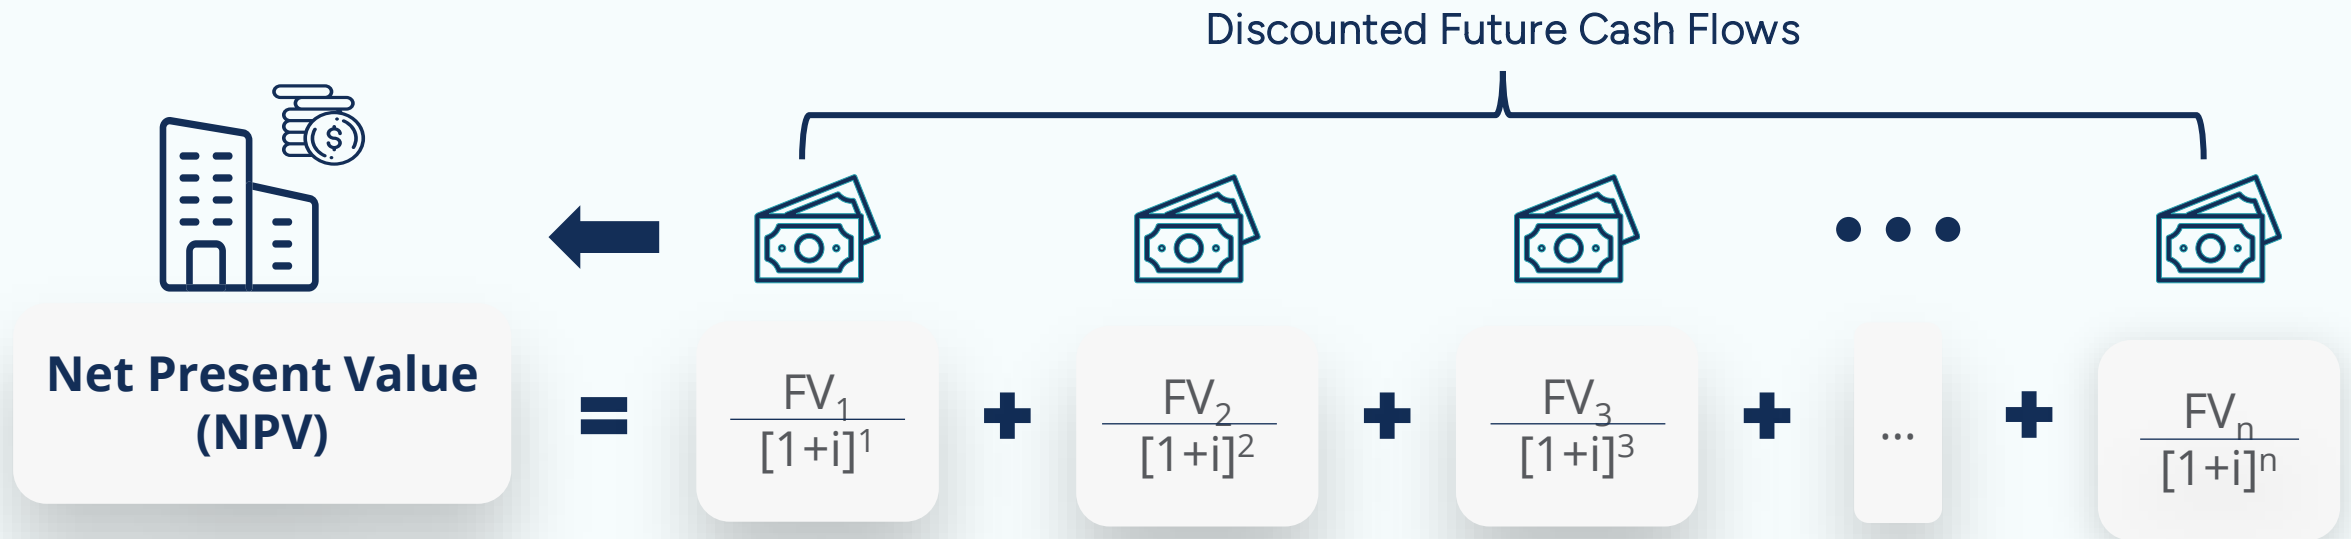 Discounted Future Cash Flows
$
Net Present Value
(NPV)
=
FV₁
[1+i]¹
+
FV₂
[1+i]²
+
FV₃
[1+i]³
+
...
+
FVₙ
[1+i]ⁿ